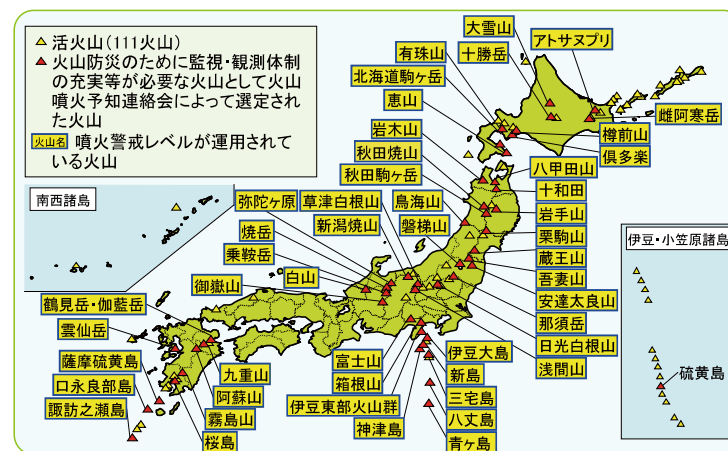 活火山(111火山)
火山防災のために監視・観測体制
の充実等が必要な火山として火山
噴火予知連絡会によって選定され
た火山
火山名 噴火警戒レベルが運用されて
いる火山
大雪山
有珠山
十勝岳
アトサヌプリ
北海道駒ヶ岳
恵山
雌阿寒岳
樽前山
倶多楽
岩木山
秋田焼山
秋田駒ヶ岳
八甲田山
十和田
岩手山
栗駒山
蔵王山
吾妻山
安達太良山
那須岳
日光白根山
浅間山
南西諸島
弥陀ヶ原
草津白根山
鳥海山
焼岳
新潟焼山
磐梯山
乗鞍岳
白山
御嶽山
鶴見岳・伽藍岳
雲仙岳
薩摩硫黄島
口永良部島
諏訪之瀬島
九重山
阿蘇山
霧島山
桜島
富士山
箱根山
伊豆東部火山群
神津島
伊豆大島
新島
三宅島
八丈島
青ヶ島
伊豆・小笠原諸島
硫黄島